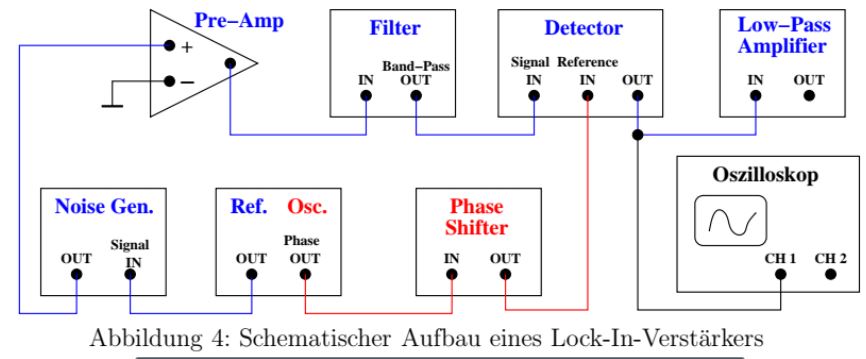 Pre–Amp
+
−
Filter
Band–Pass
IN OUT
Detector
Signal Reference
IN IN OUT
Low–Pass
Amplifier
IN OUT
Noise Gen.
Signal
OUT IN
Ref. Osc.
Phase
OUT OUT
Phase
Shifter
IN OUT
Oszilloskop
CH 1 CH 2
Abbildung 4: Schematischer Aufbau eines Lock-In-Verstärkers